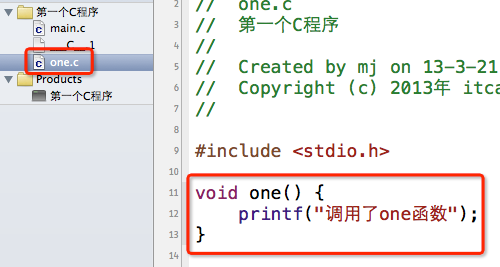 第一个C程序
main.c
___C__1
one.c
Products
第一个C程序
2 // one.c
3 // 第一个C程序
4 //
5 // Created by mj on 13-3-21
6 // Copyright (c) 2013年 itca
7 //
8
9 #include <stdio.h>
10
11 void one() {
12 printf("调用了one函数");
13 }
14